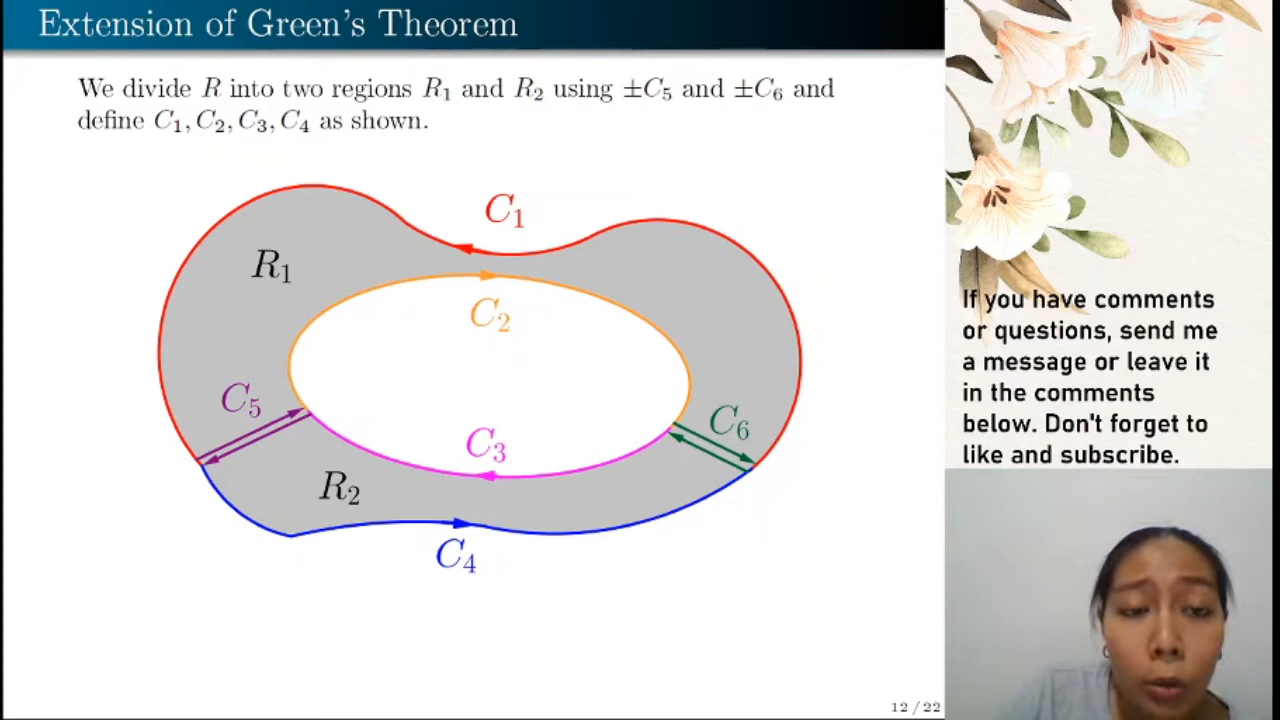 Extension of Green's Theorem
We divide R into two regions R₁ and R₂ using ±C₅ and ±C₆ and
define C₁, C₂, C₃, C₄ as shown.
C₁
R₁
C₂
C₅
C₆
C₃
R₂
C₄
12 / 22
If you have comments
or questions, send me
a message or leave it
in the comments
below. Don't forget to
like and subscribe.